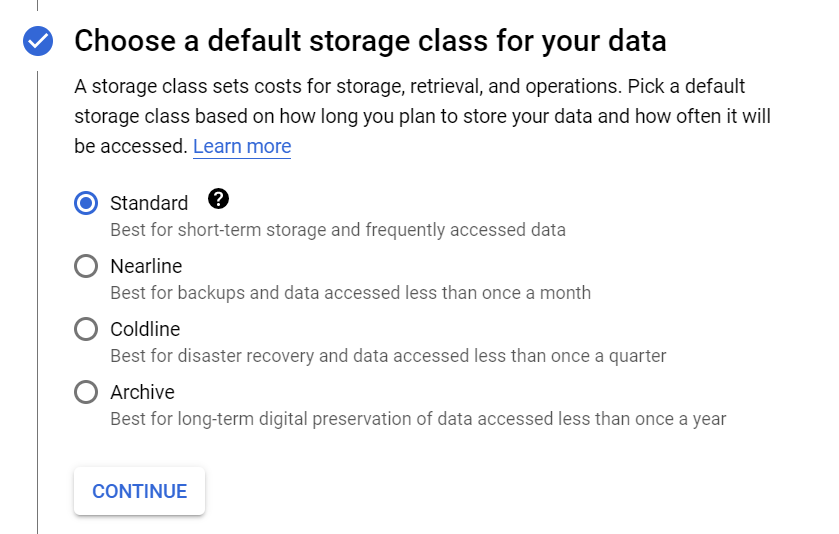 Choose a default storage class for your data
A storage class sets costs for storage, retrieval, and operations. Pick a default
storage class based on how long you plan to store your data and how often it will
be accessed. Learn more
Standard ?
Best for short-term storage and frequently accessed data
Nearline
Best for backups and data accessed less than once a month
Coldline
Best for disaster recovery and data accessed less than once a quarter
Archive
Best for long-term digital preservation of data accessed less than once a year
CONTINUE